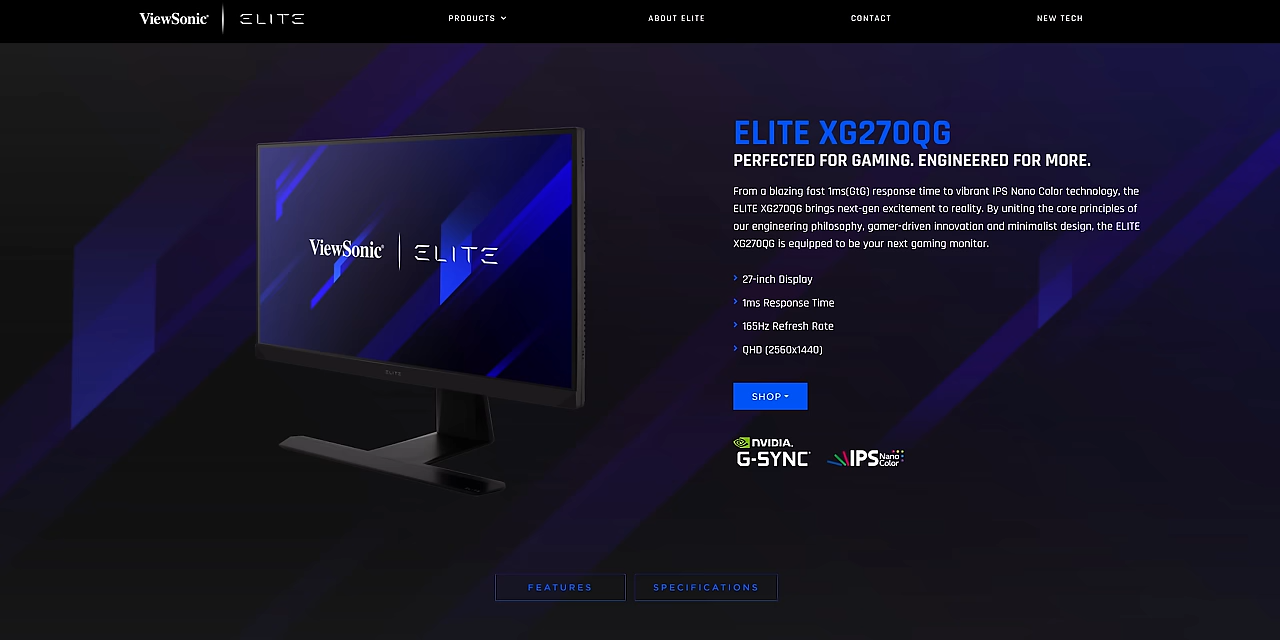 ViewSonic® | ELITE
PRODUCTS
ABOUT ELITE
CONTACT
NEW TECH
ViewSonic® | ELITE
ELITE
ELITE XG270QG
PERFECTED FOR GAMING. ENGINEERED FOR MORE.
From a blazing fast 1ms(GtG) response time to vibrant IPS Nano Color technology, the
ELITE XG270QG brings next-gen excitement to reality. By uniting the core principles of
our engineering philosophy, gamer-driven innovation and minimalist design, the ELITE
XG270QG is equipped to be your next gaming monitor.
27-inch Display
1ms Response Time
165Hz Refresh Rate
QHD (2560x1440)
SHOP
NVIDIA.
G-SYNC
IPS Nano
Color
FEATURES
SPECIFICATIONS